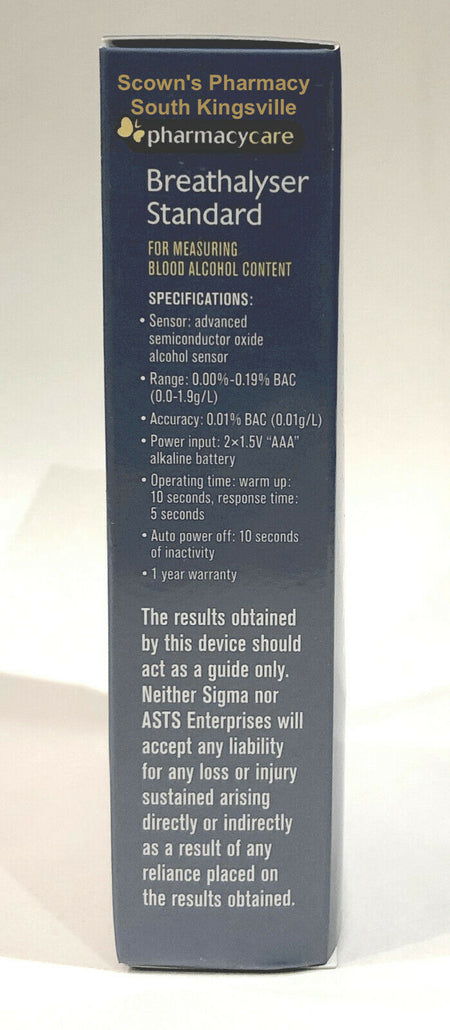 Scown's Pharmacy
South Kingsville
pharmacycare
Breathalyser
Standard
FOR MEASURING
BLOOD ALCOHOL CONTENT
SPECIFICATIONS:
• Sensor: advanced
semiconductor oxide
alcohol sensor
• Range: 0.00%-0.19% BAC
(0.0-1.9g/L)
• Accuracy: 0.01% BAC (0.01g/L)
• Power input: 2×1.5V “AAA”
alkaline battery
• Operating time: warm up:
10 seconds, response time:
5 seconds
• Auto power off: 10 seconds
of inactivity
• 1 year warranty
The results obtained
by this device should
act as a guide only.
Neither Sigma nor
ASTS Enterprises will
accept any liability
for any loss or injury
sustained arising
directly or indirectly
as a result of any
reliance placed on
the results obtained.